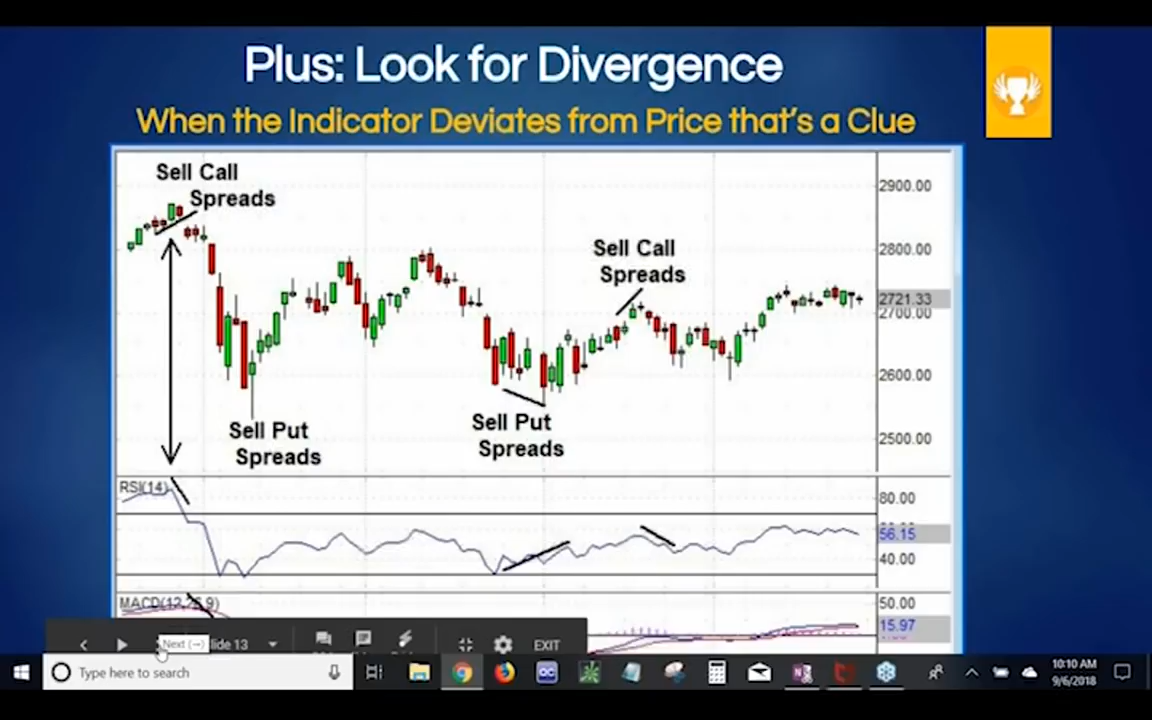 Plus: Look for Divergence
When the Indicator Deviates from Price that's a Clue
Sell Call
Spreads
2900.00
2800.00
Sell Call
Spreads
2721.33
2700.00
2600.00
Sell Put
Spreads
Sell Put
Spreads
2500.00
RSI(14)
80.00
56.15
40.00
MACD(12,26,9)
50.00
15.97
Next (→)
lide 13
EXIT
Type here to search
10:10 AM
9/6/2018